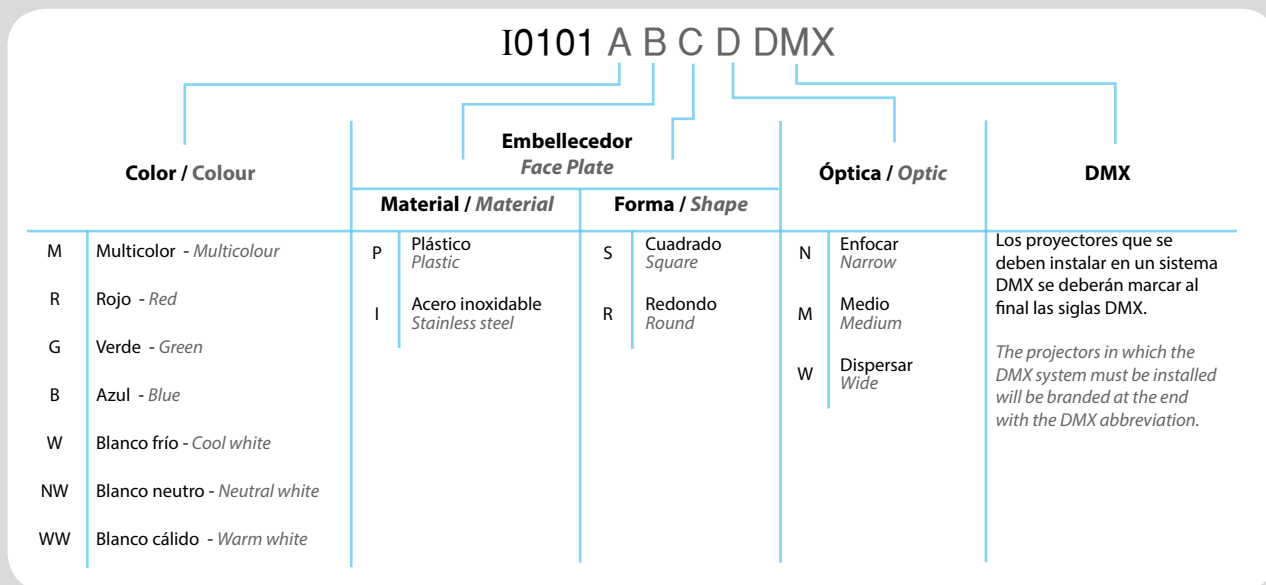 I0101 A B C D DMX
Color / Colour
Embellecedor
Face Plate
Material / Material
Forma / Shape
Óptica / Optic
DMX
M Multicolor - Multicolour
R Rojo - Red
G Verde - Green
B Azul - Blue
W Blanco frío - Cool white
NW Blanco neutro - Neutral white
WW Blanco cálido - Warm white
P Plástico
Plastic
I Acero inoxidable
Stainless steel
S Cuadrado
Square
R Redondo
Round
N Enfocar
Narrow
M Medio
Medium
W Dispersar
Wide
Los proyectores que se
deben instalar en un sistema
DMX se deberán marcar al
final las siglas DMX.
The projectors in which the
DMX system must be installed
will be branded at the end
with the DMX abbreviation.